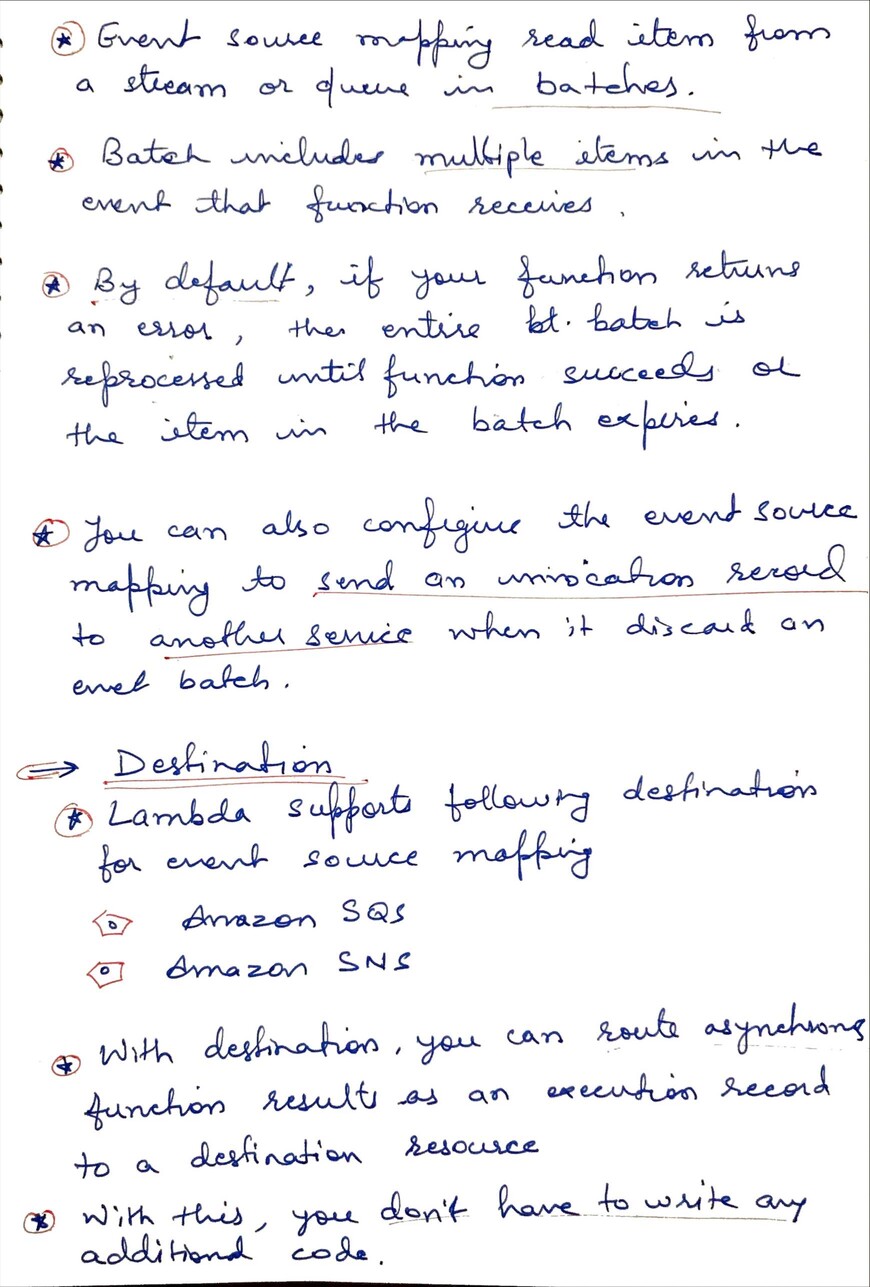 Event source mapping read item from
a stream or queue in batches.
Batch includes multiple items in the
event that function receives.
By default, if your function returns
an error, the entire bt. batch is
reprocessed until function succeeds or
the item in the batch expires.
You can also configure the event source
mapping to send an invocation record
to another service when it discard an
evet batch.
⇒ Destination
Lambda supports following destination
for event source mapping
Amazon SQS
Amazon SNS
With destination, you can route asynchrons
function results as an execution record
to a destination resource
With this, you don't have to write any
additional code.